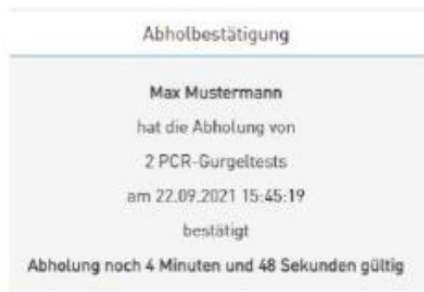 Abholbestätigung
Max Mustermann
hat die Abholung von
2 PCR-Gurgeltests
am 22.09.2021 15:45:19
bestätigt
Abholung noch 4 Minuten und 48 Sekunden gültig